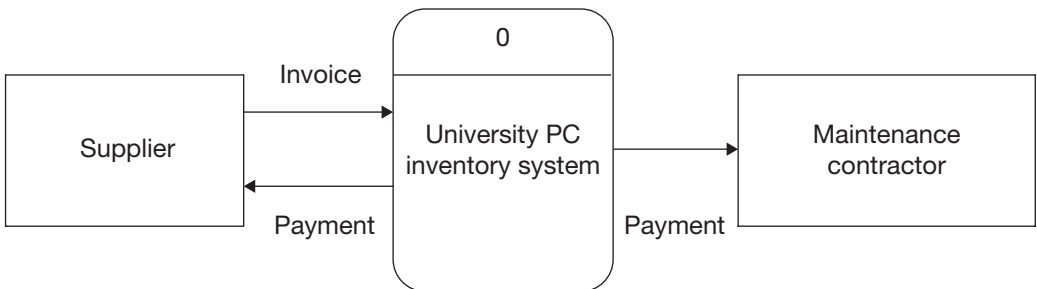 0
Invoice
Supplier
University PC
inventory system
Maintenance
contractor
Payment
Payment